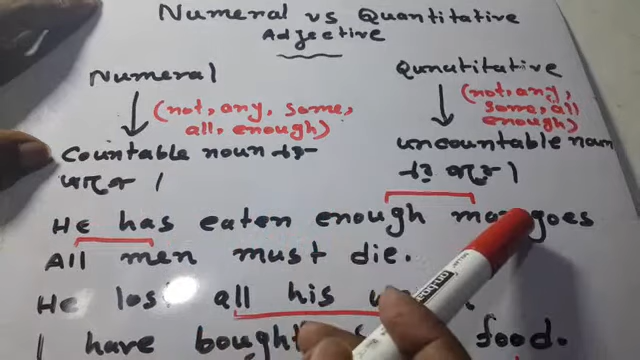 Numeral vs Quantitative
Adjective
Numeral Qunatitative
(not, any, some, all, enough) (not, any, some, all enough)
Countable noun uncountable noun
He has eaten enough goes
All men must die.
He lost all his
I have bought food.